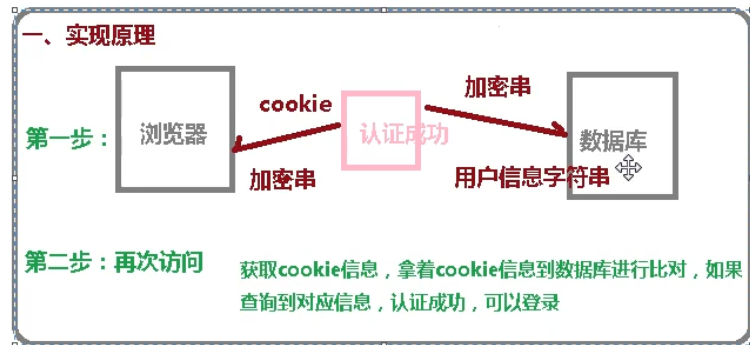 一、实现原理
加密串
cookie
第一步：
浏览器
认证成功
数据库
加密串
用户信息字符串
第二步：再次访问
获取cookie信息，拿着cookie信息到数据库进行比对，如果
查询到对应信息，认证成功，可以登录